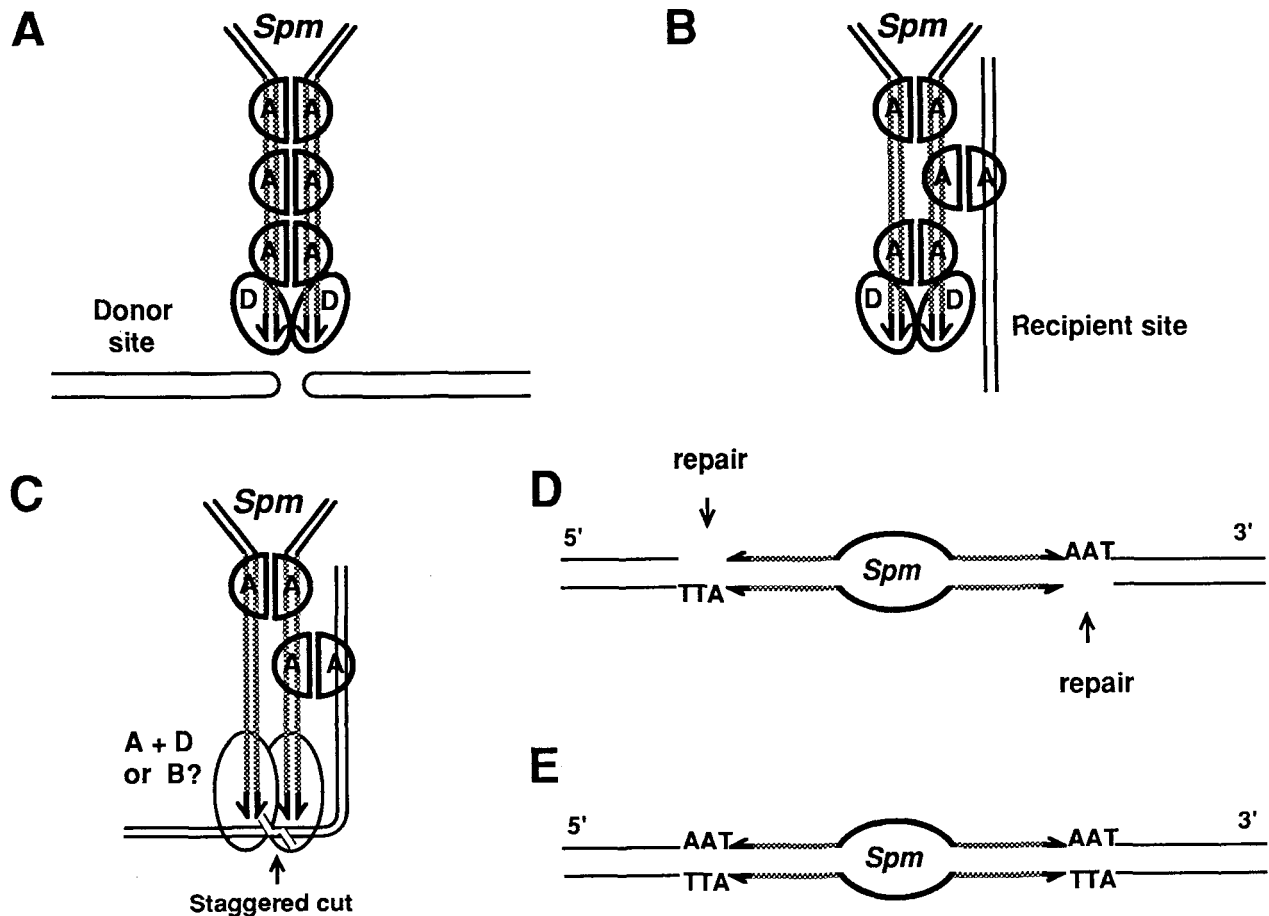 A
Spm
A A
A A
A A
D D
Donor
site
B
Spm
A A
A A
A A
D D
Recipient site
C
Spm
A A
A A
A + D
or B?
Staggered cut
D
repair
5'
3'
AAT
Spm
TTA
repair
E
5'
3'
AAT
AAT
Spm
TTA
TTA